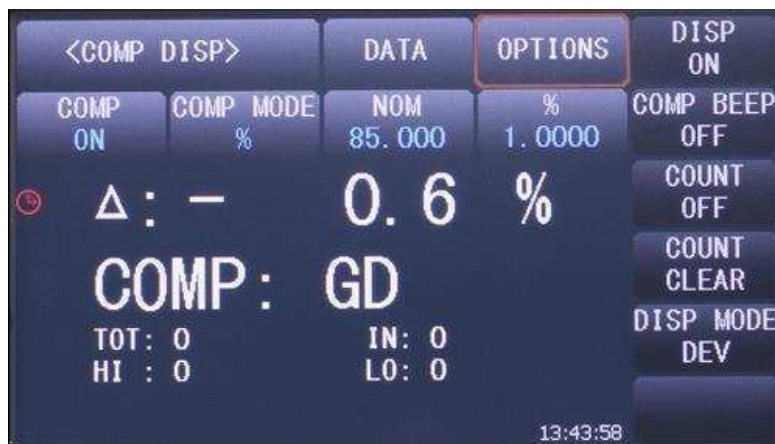 <COMP DISP> DATA OPTIONS DISP ON
COMP ON COMP MODE % NOM 85.000 % 1.0000 COMP BEEP OFF
Δ: - 0.6 %
COUNT OFF
COMP: GD
COUNT CLEAR
TOT: 0 IN: 0
HI : 0 LO: 0
DISP MODE DEV
13:43:58